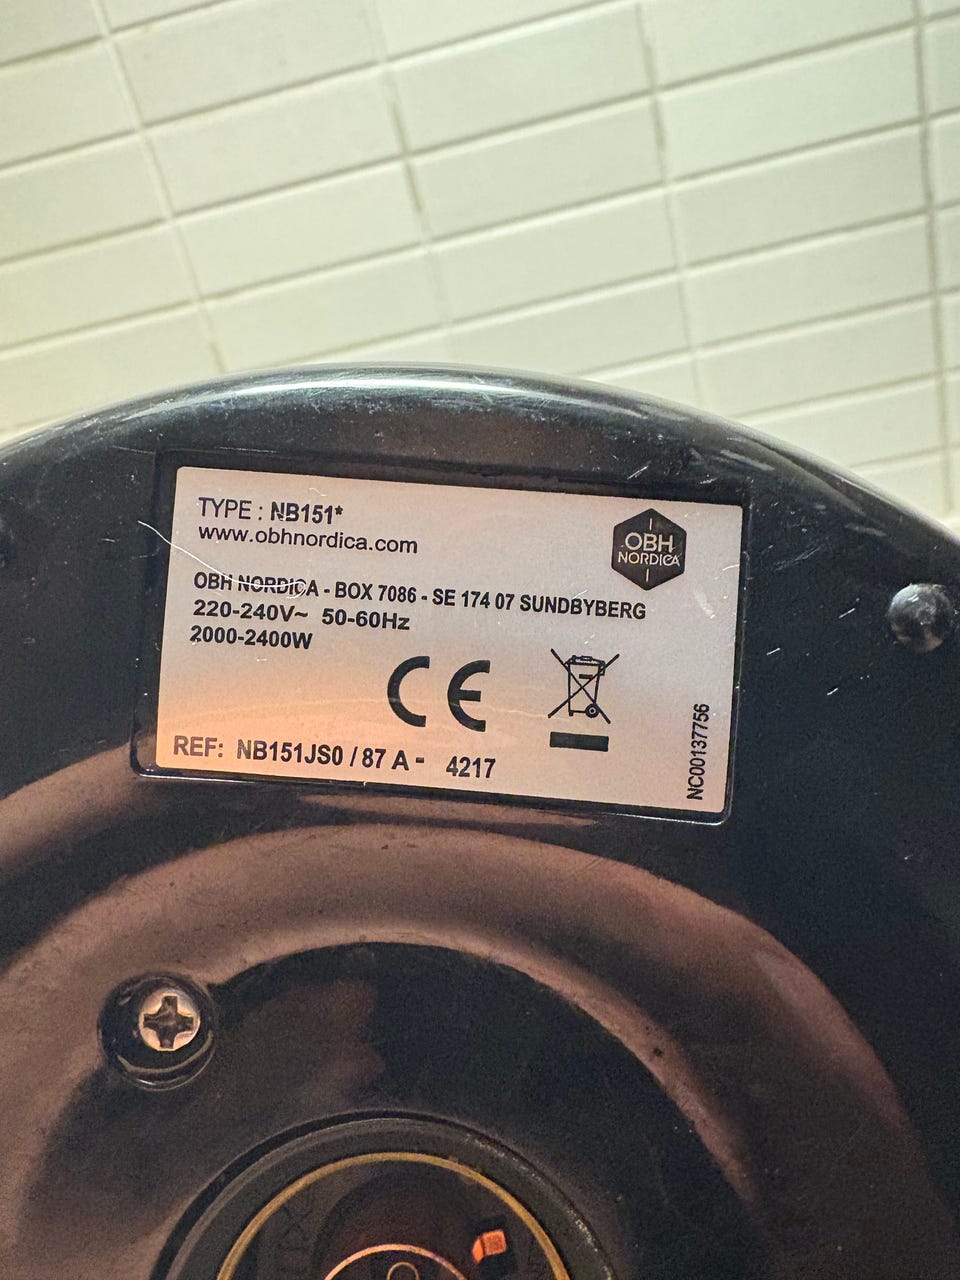 TYPE : NB151*
www.obhnordica.com
OBH NORDICA
OBH NORDICA - BOX 7086 - SE 174 07 SUNDBYBERG
220-240V~ 50-60Hz
2000-2400W
CE
REF: NB151JS0 / 87 A - 4217
NC00137756